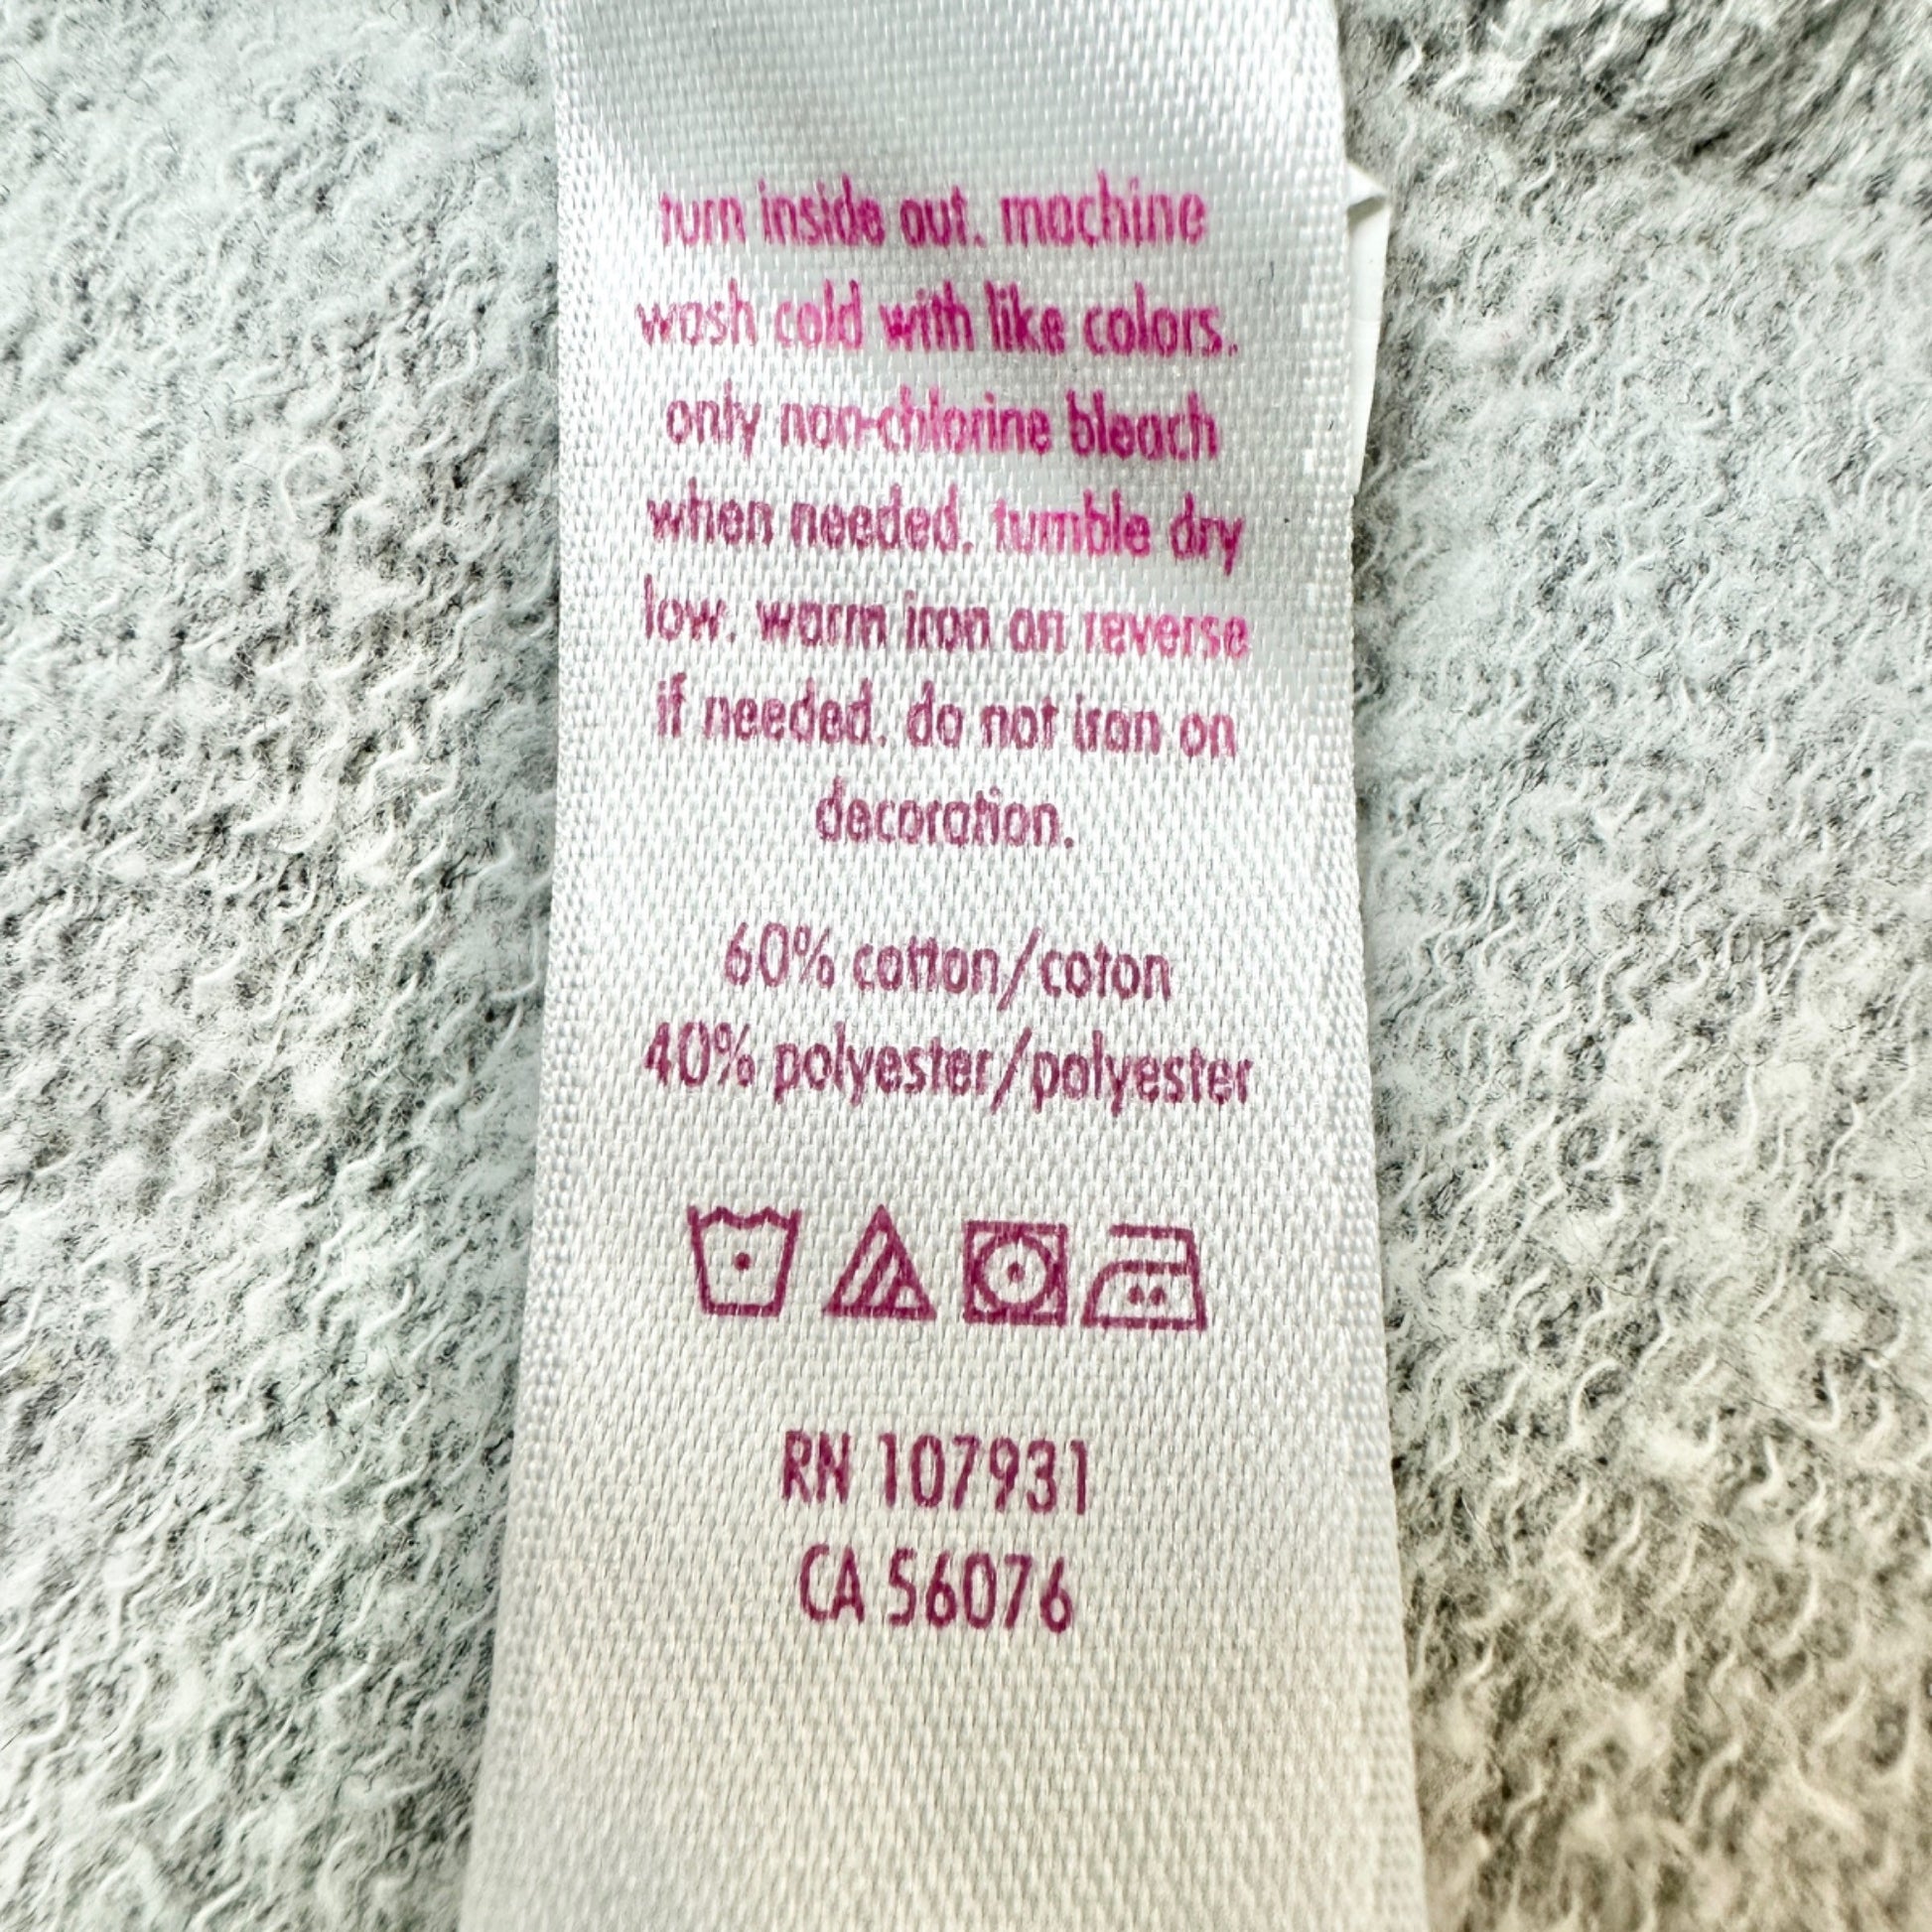 turn inside out. machine
wash cold with like colors.
only non-chlorine bleach
when needed. tumble dry
low. warm iron on reverse
if needed. do not iron on
decoration.
60% cotton/coton
40% polyester/polyester
RN 107931
CA 56076